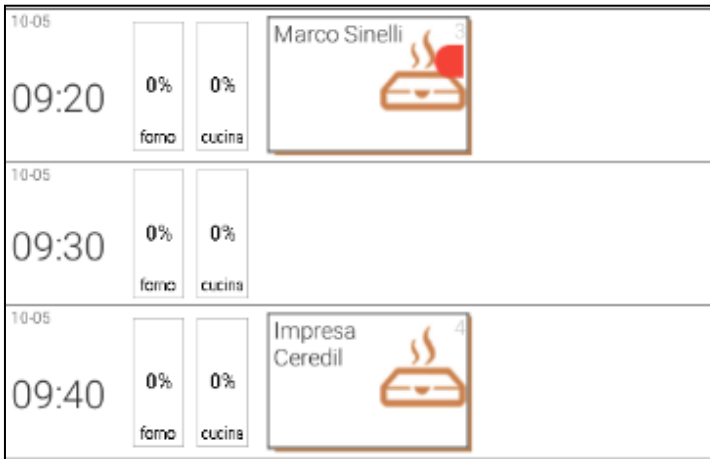 10-05
09:20
0%
forno
0%
cucina
Marco Sinelli
3
10-05
09:30
0%
forno
0%
cucina
10-05
09:40
0%
forno
0%
cucina
Impresa
Ceredil
4